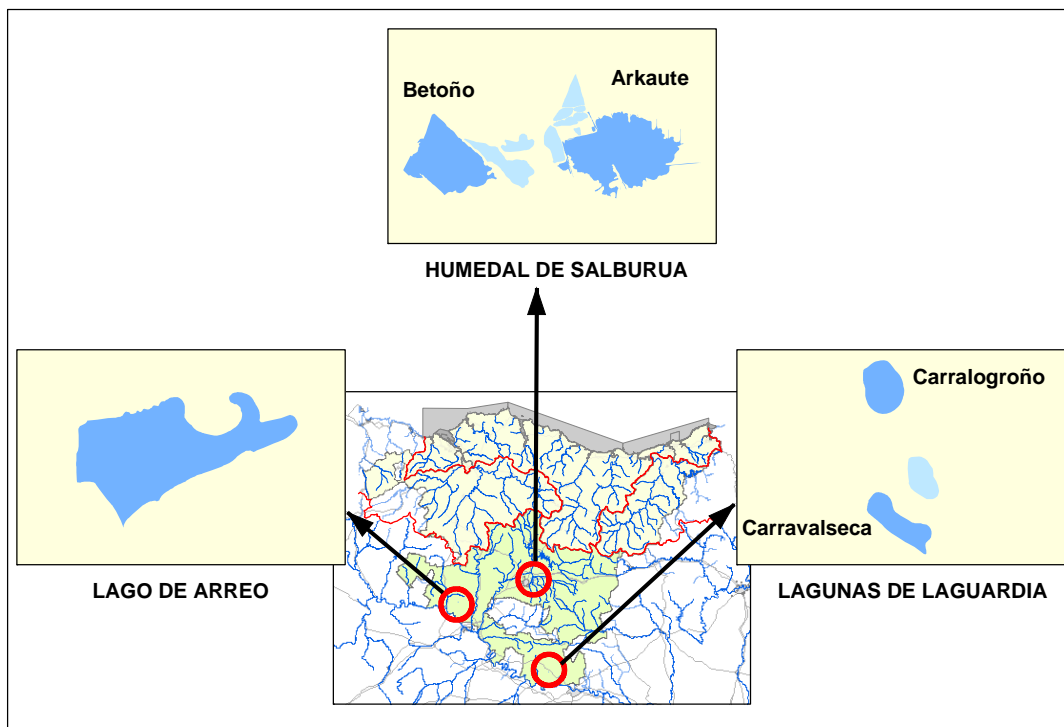 Betoño
Arkaute
HUMEDAL DE SALBURUA
Carralogroño
Carravalseca
LAGO DE ARREO
LAGUNAS DE LAGUARDIA